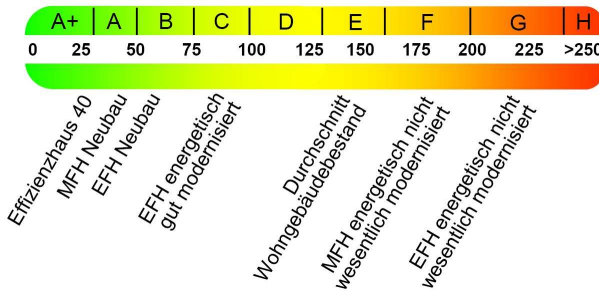 A+ A B C D E F G H
0 25 50 75 100 125 150 175 200 225 >250
Effizienzhaus 40
MFH Neubau
EFH Neubau
EFH energetisch
gut modernisiert
Durchschnitt
Wohngebäudebestand
MFH energetisch nicht
wesentlich modernisiert
EFH energetisch nicht
wesentlich modernisiert